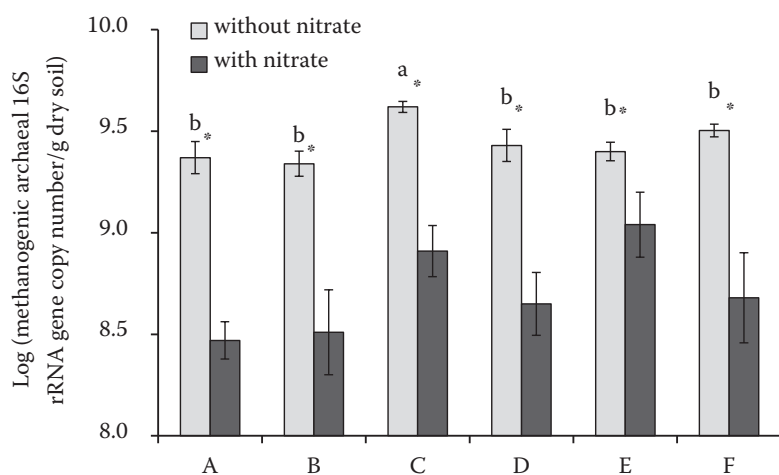 Log (methanogenic archaeal 16S
rRNA gene copy number/g dry soil)
10.0
9.5
9.0
8.5
8.0
without nitrate
with nitrate
b*
b*
a*
b*
b*
b*
A B C D E F